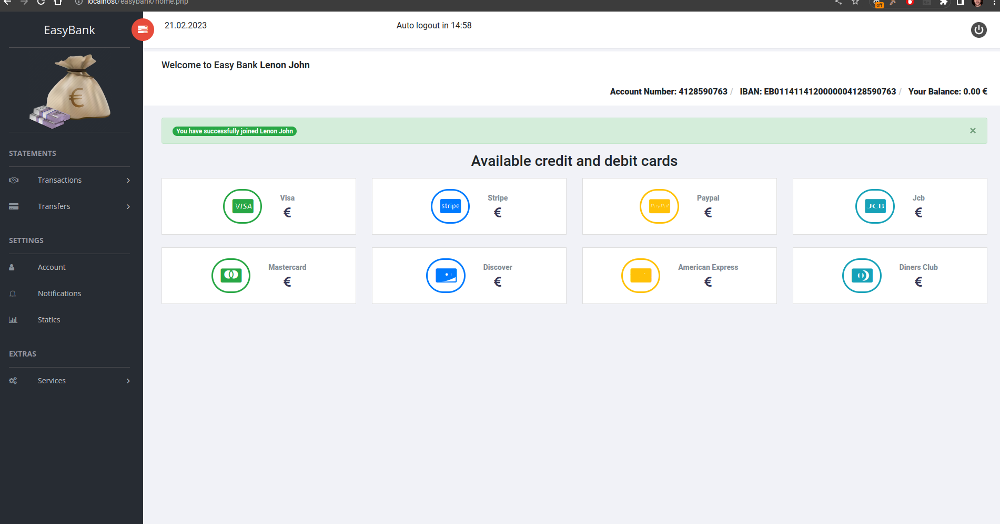 localhost/easybank/home.php
off
EasyBank
21.02.2023
Auto logout in 14:58
Welcome to Easy Bank Lenon John
Account Number: 4128590763 / IBAN: EB0114114120000004128590763 / Your Balance: 0.00 €
€
You have successfully joined Lenon John
×
STATEMENTS
Transactions
Transfers
SETTINGS
Account
Notifications
Statics
EXTRAS
Services
Available credit and debit cards
VISA
Visa
€
stripe
Stripe
€
PayPal
Paypal
€
JCB
Jcb
€
Mastercard
€
Discover
€
American Express
€
Diners Club
€